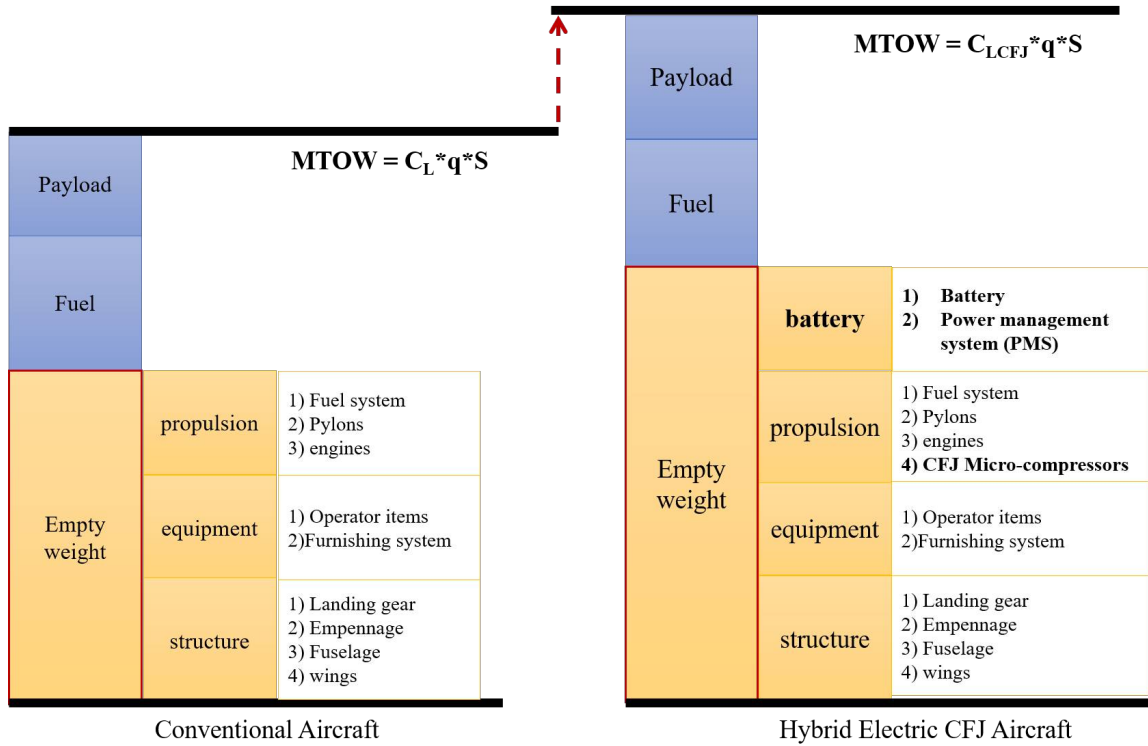 MTOW = C_L*q*S
Payload
Fuel
Empty
weight
propulsion
1) Fuel system
2) Pylons
3) engines
equipment
1) Operator items
2)Furnishing system
structure
1) Landing gear
2) Empennage
3) Fuselage
4) wings
Conventional Aircraft
MTOW = C_LCFJ*q*S
Payload
Fuel
Empty
weight
battery
1) Battery
2) Power management
system (PMS)
propulsion
1) Fuel system
2) Pylons
3) engines
4) CFJ Micro-compressors
equipment
1) Operator items
2)Furnishing system
structure
1) Landing gear
2) Empennage
3) Fuselage
4) wings
Hybrid Electric CFJ Aircraft